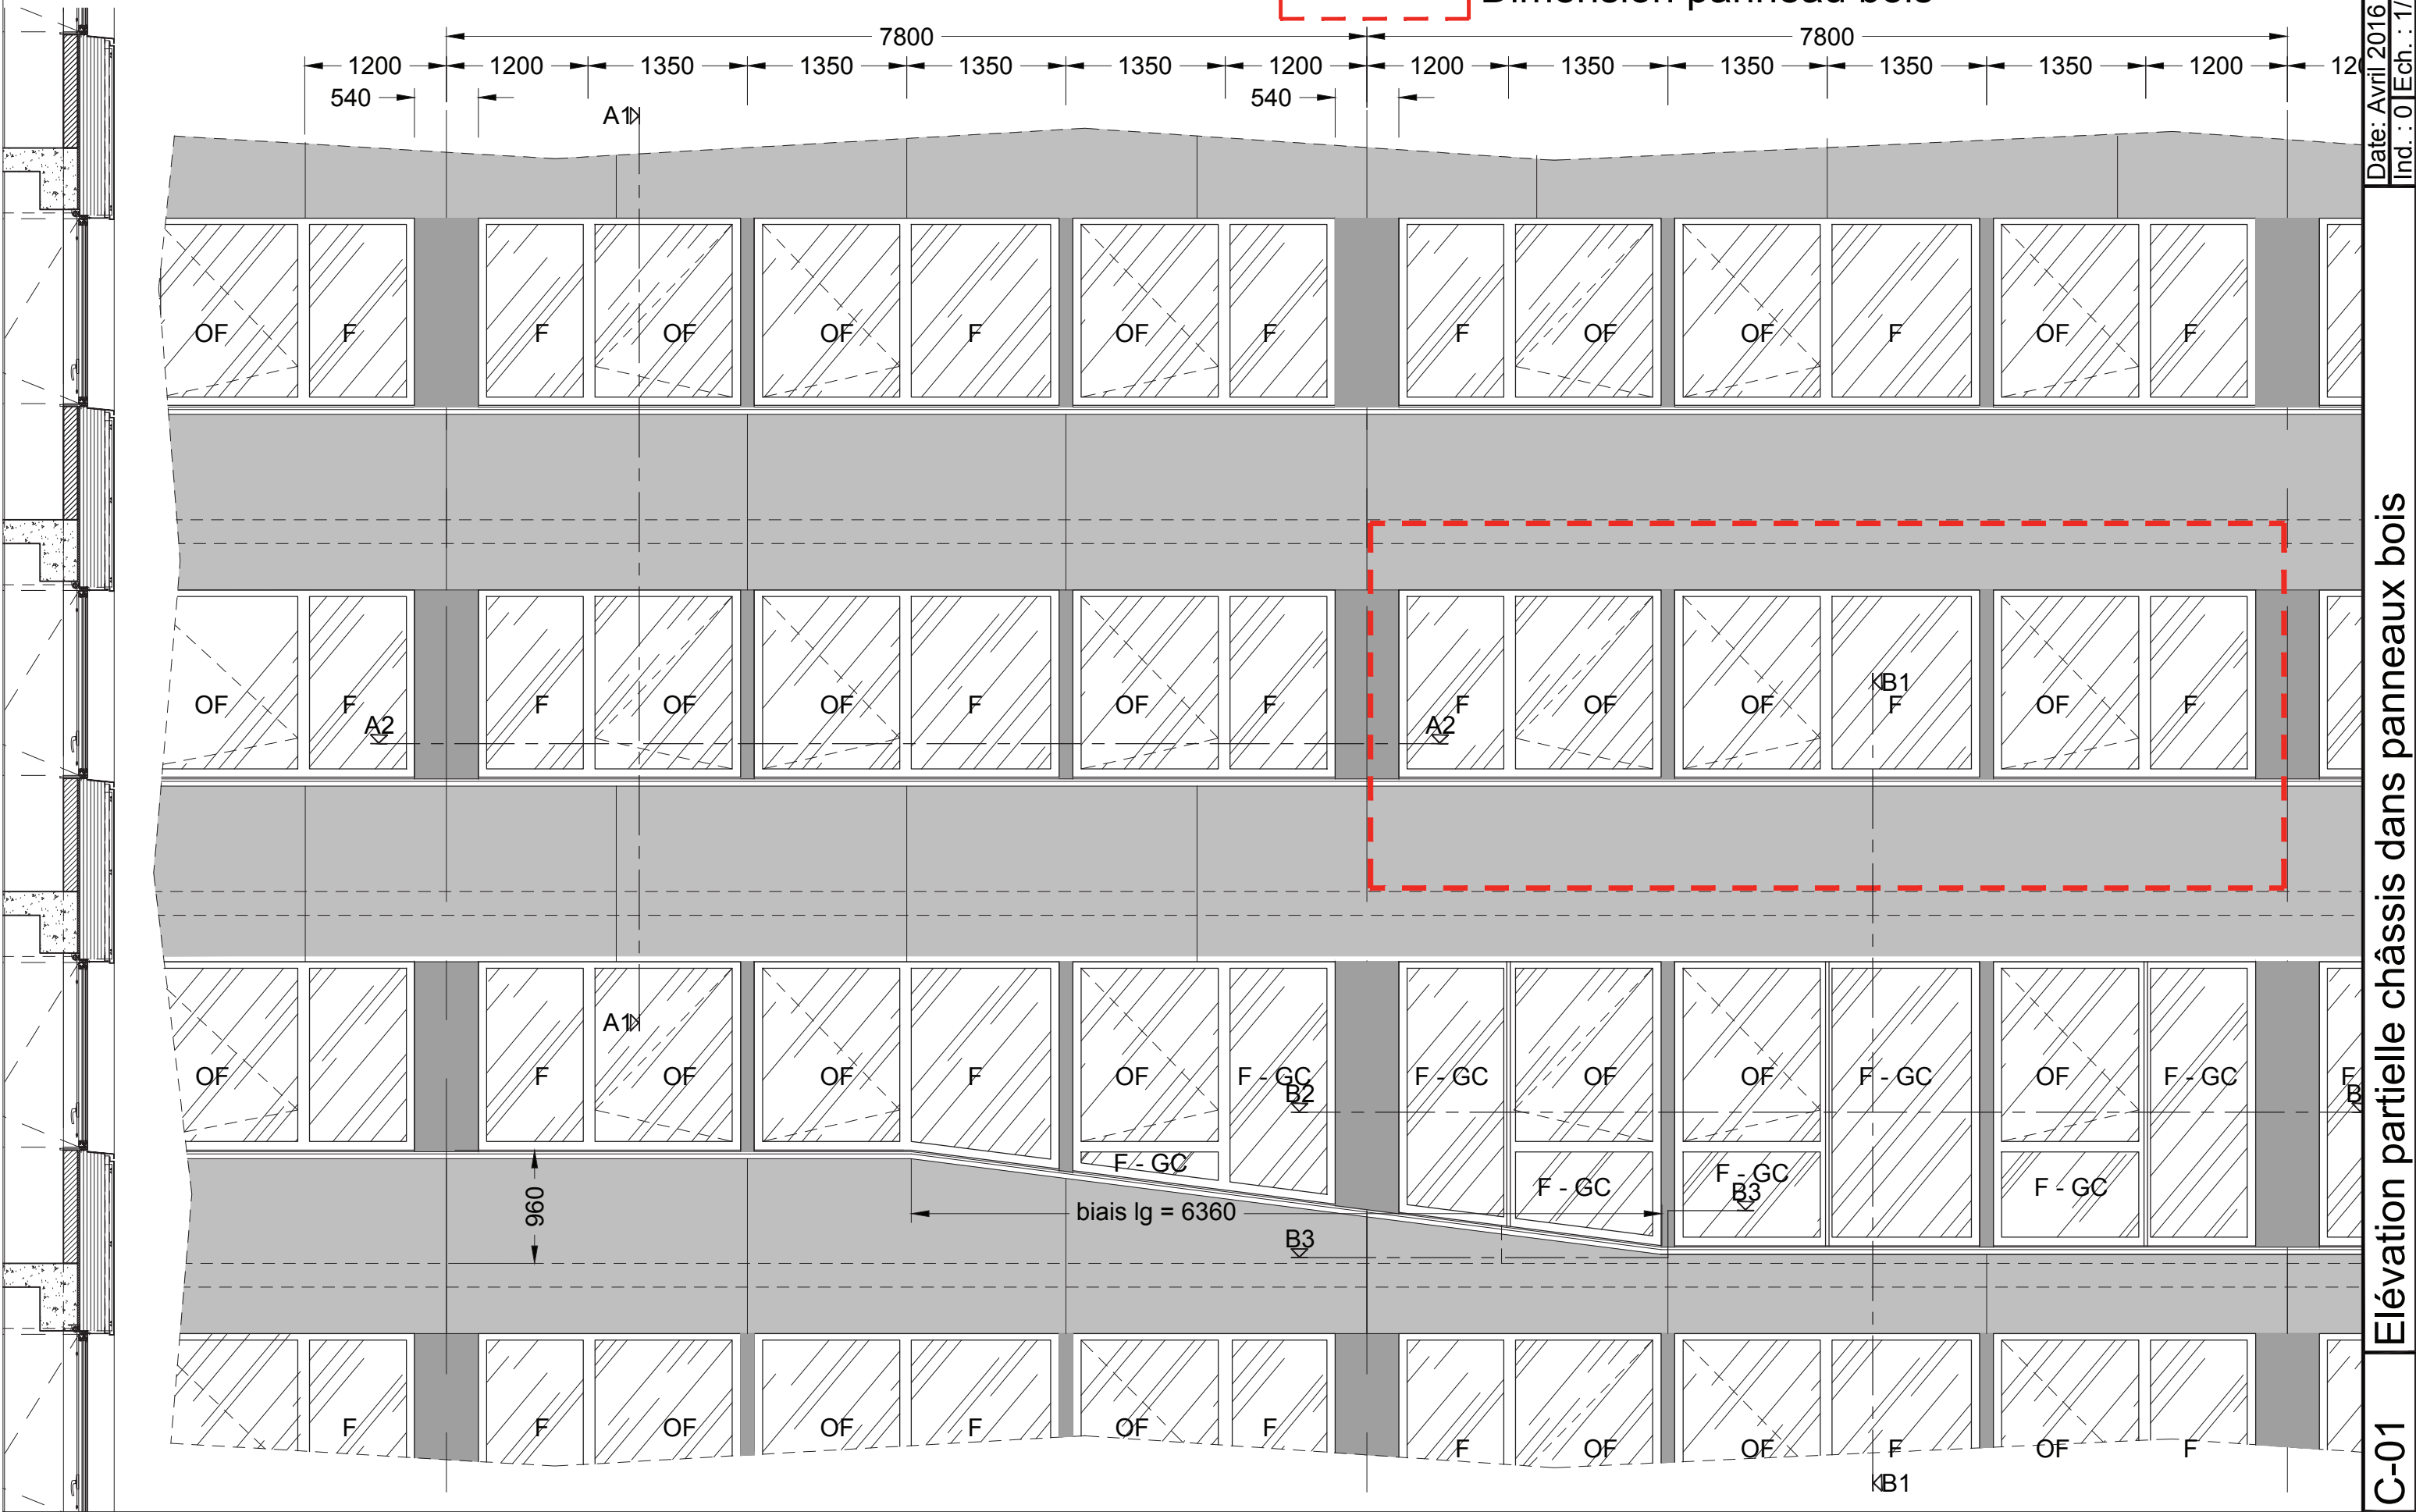 Dimension panneau bois
7800 7800
1200 1200 1350 1350 1350 1350 1200 1200 1350 1350 1350 1350 1200
540 540
A1
OF F F OF OF F OF F F OF OF F OF F
B1
OF F F OF OF F OF F F OF OF F OF F
A2 A2
A1
OF F OF OF F OF F - GC F - GC OF OF F - GC OF F - GC F
B2 B
F - GC F - GC F - GC F - GC
B3
960
biais lg = 6360
B3
F F OF OF F OF F F OF OF F OF F
B1
Date: Avril 2016
Ind. : 0 Ech. : 1/
Elévation partielle châssis dans panneaux bois
C-01